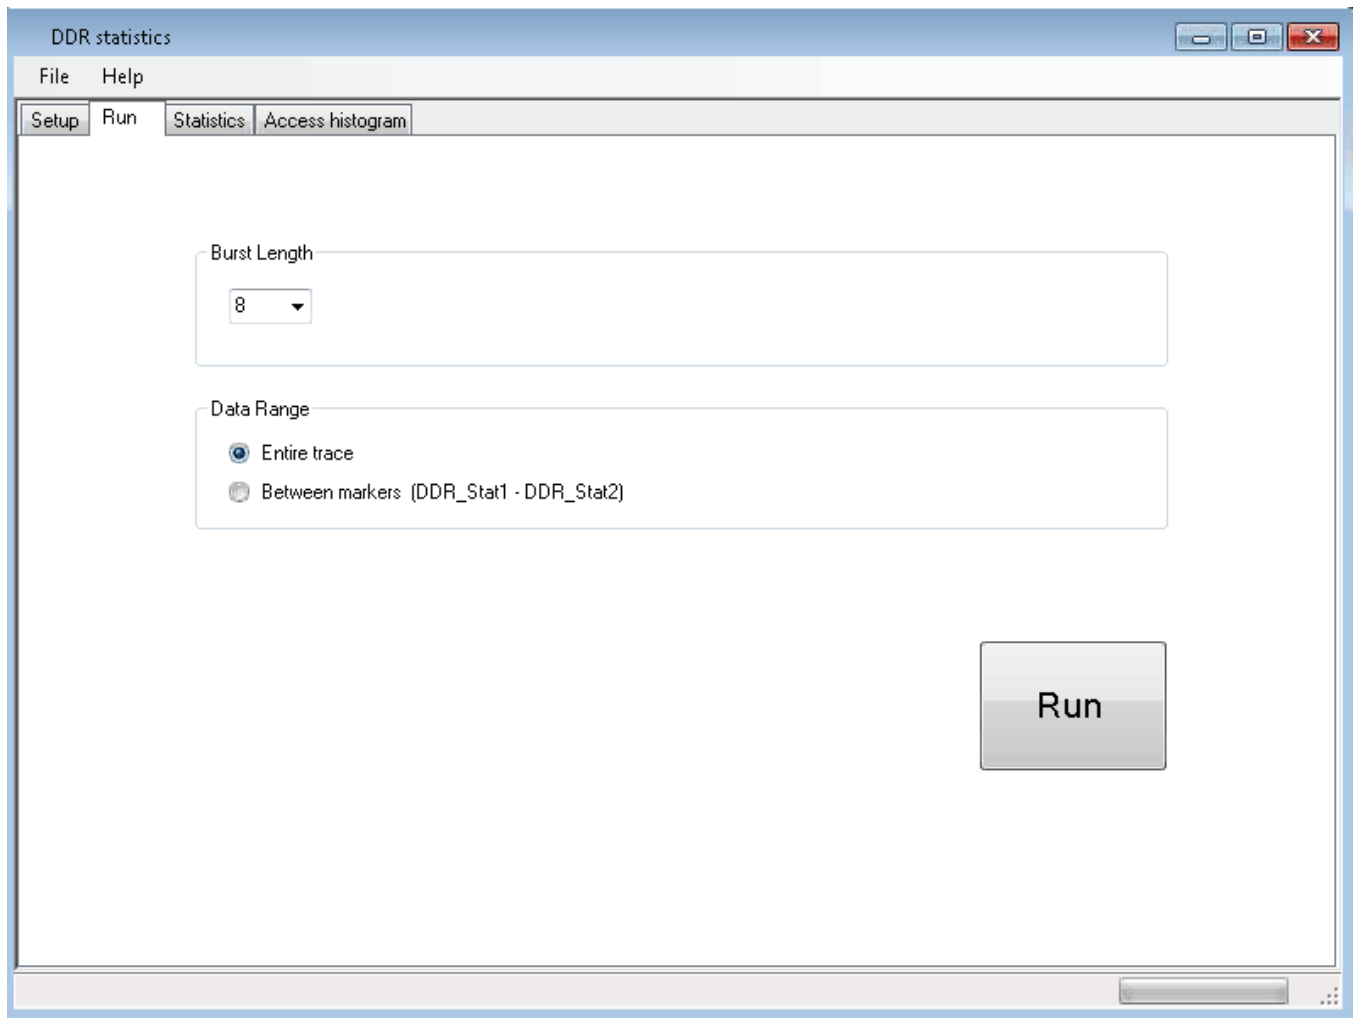 DDR statistics
File Help
Setup Run Statistics Access histogram
Burst Length
8
Data Range
Entire trace
Between markers (DDR_Stat1 - DDR_Stat2)
Run